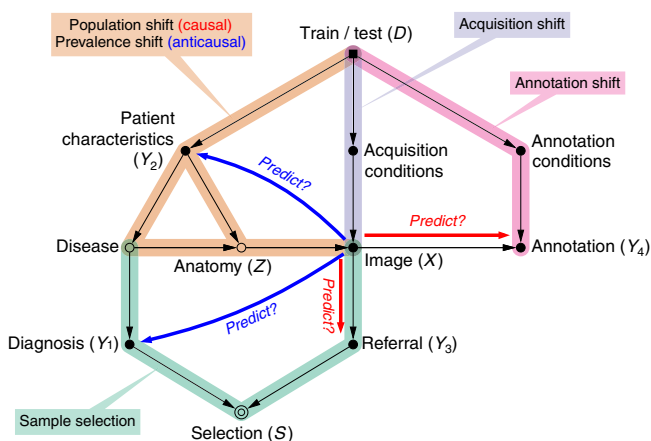 Population shift (causal)
Prevalence shift (anticausal)
Train / test (D)
Acquisition shift
Annotation shift
Patient
characteristics
(Y2)
Acquisition
conditions
Annotation
conditions
Predict?
Predict?
Disease
Anatomy (Z)
Image (X)
Annotation (Y4)
Predict?
Predict?
Diagnosis (Y1)
Referral (Y3)
Sample selection
Selection (S)